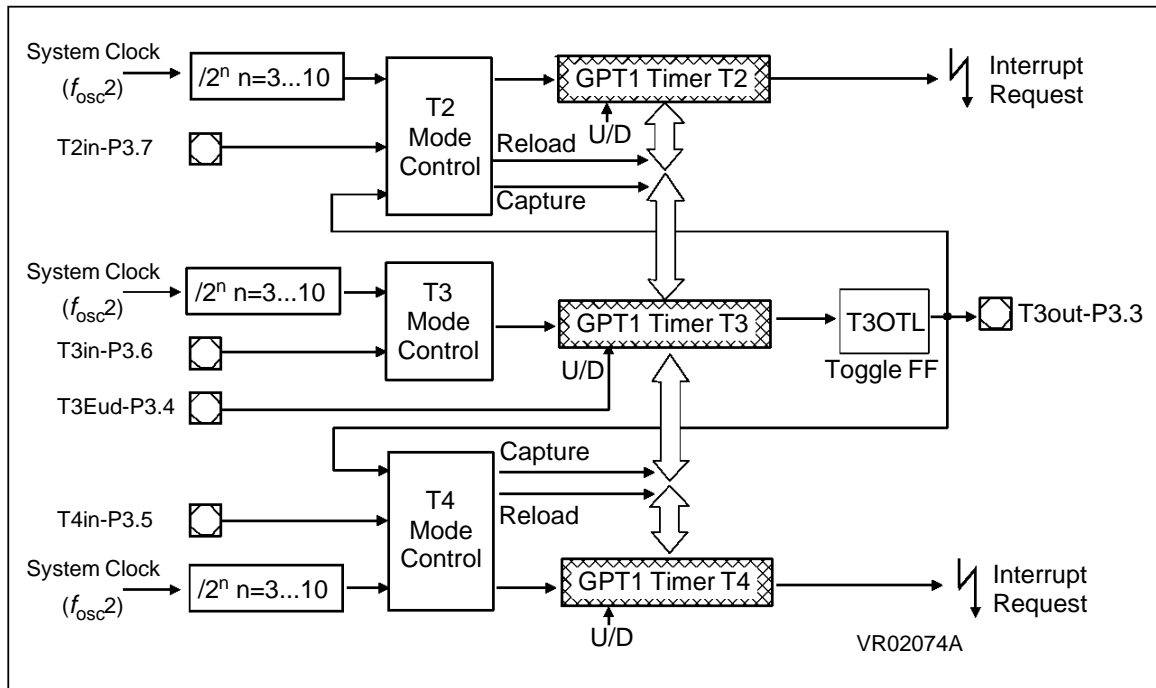 System Clock
(fosc2)
/2ⁿ n=3...10
T2in-P3.7
T2
Mode
Control
GPT1 Timer T2
U/D
Reload
Capture
Interrupt
Request
System Clock
(fosc2)
/2ⁿ n=3...10
T3in-P3.6
T3Eud-P3.4
T3
Mode
Control
GPT1 Timer T3
U/D
T3OTL
Toggle FF
T3out-P3.3
T4in-P3.5
System Clock
(fosc2)
/2ⁿ n=3...10
T4
Mode
Control
Capture
Reload
GPT1 Timer T4
U/D
Interrupt
Request
VR02074A